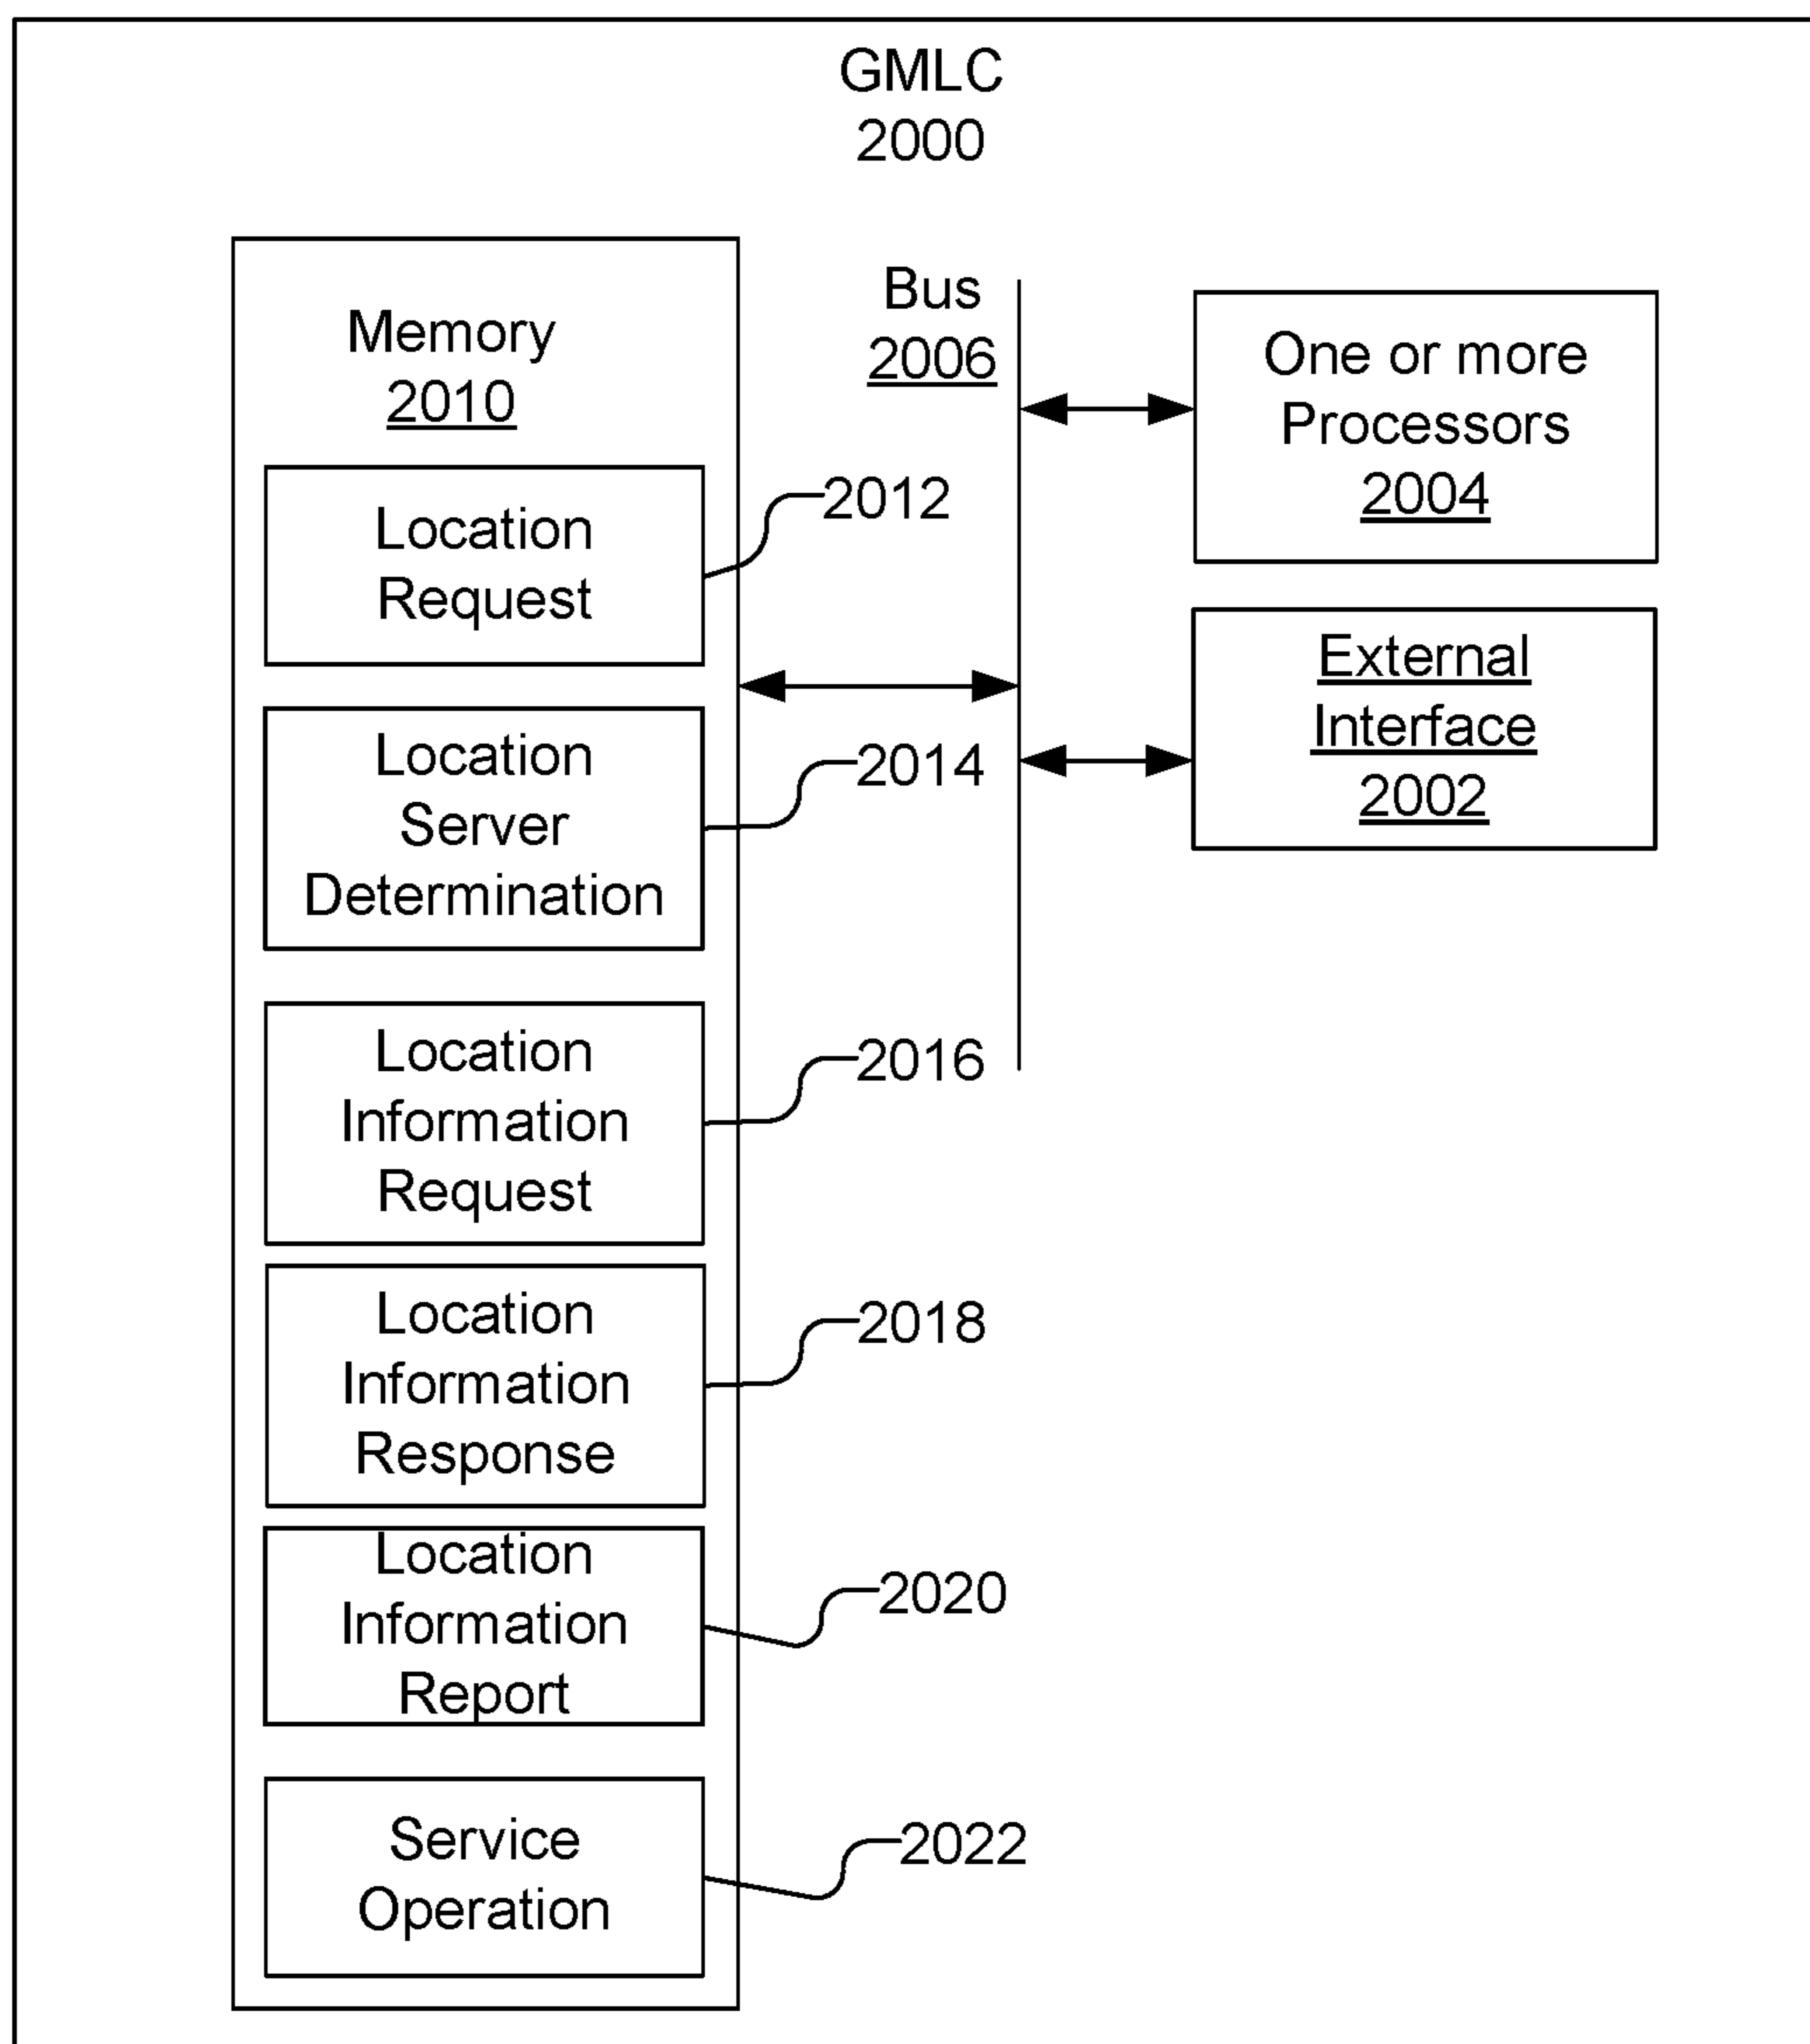 GMLC
2000
Memory
2010
Bus
2006
One or more
Processors
2004
External
Interface
2002
Location
Request
2012
Location
Server
Determination
2014
Location
Information
Request
2016
Location
Information
Response
2018
Location
Information
Report
2020
Service
Operation
2022